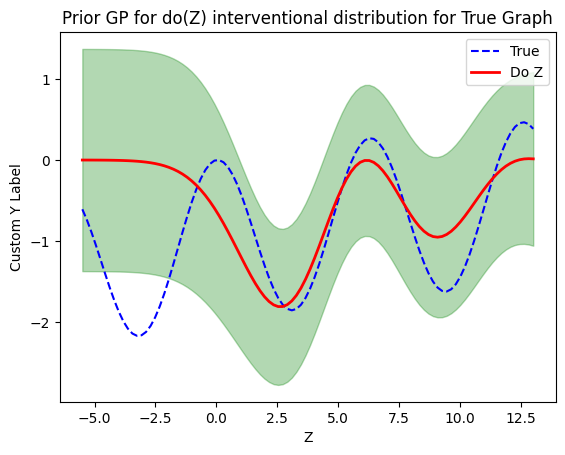 Prior GP for do(Z) interventional distribution for True Graph
True
Do Z
Custom Y Label
1
0
−1
−2
−5.0 −2.5 0.0 2.5 5.0 7.5 10.0 12.5
Z